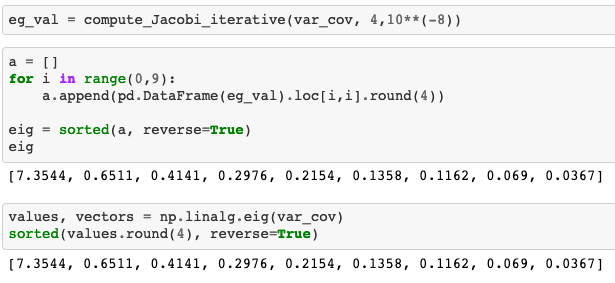 eg_val = compute_Jacobi_iterative(var_cov, 4,10**(-8))
a = []
for i in range(0,9):
    a.append(pd.DataFrame(eg_val).loc[i,i].round(4))
eig = sorted(a, reverse=True)
eig
[7.3544, 0.6511, 0.4141, 0.2976, 0.2154, 0.1358, 0.1162, 0.069, 0.0367]
values, vectors = np.linalg.eig(var_cov)
sorted(values.round(4), reverse=True)
[7.3544, 0.6511, 0.4141, 0.2976, 0.2154, 0.1358, 0.1162, 0.069, 0.0367]